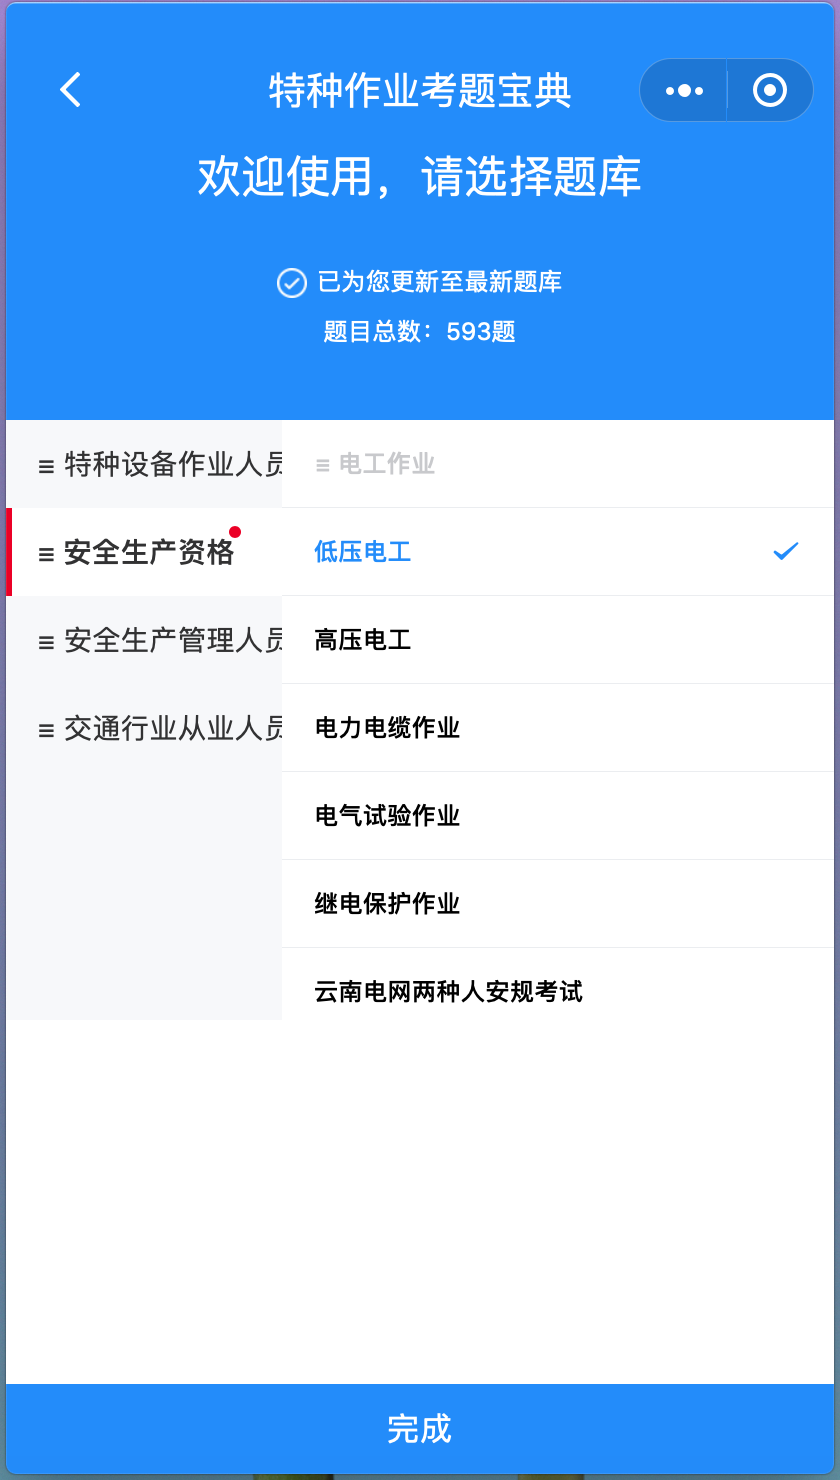 特种作业考题宝典
欢迎使用，请选择题库
已为您更新至最新题库
题目总数：593题
特种设备作业人员
安全生产资格
安全生产管理人员
交通行业从业人员
电工作业
低压电工
高压电工
电力电缆作业
电气试验作业
继电保护作业
云南电网两种人安规考试
完成